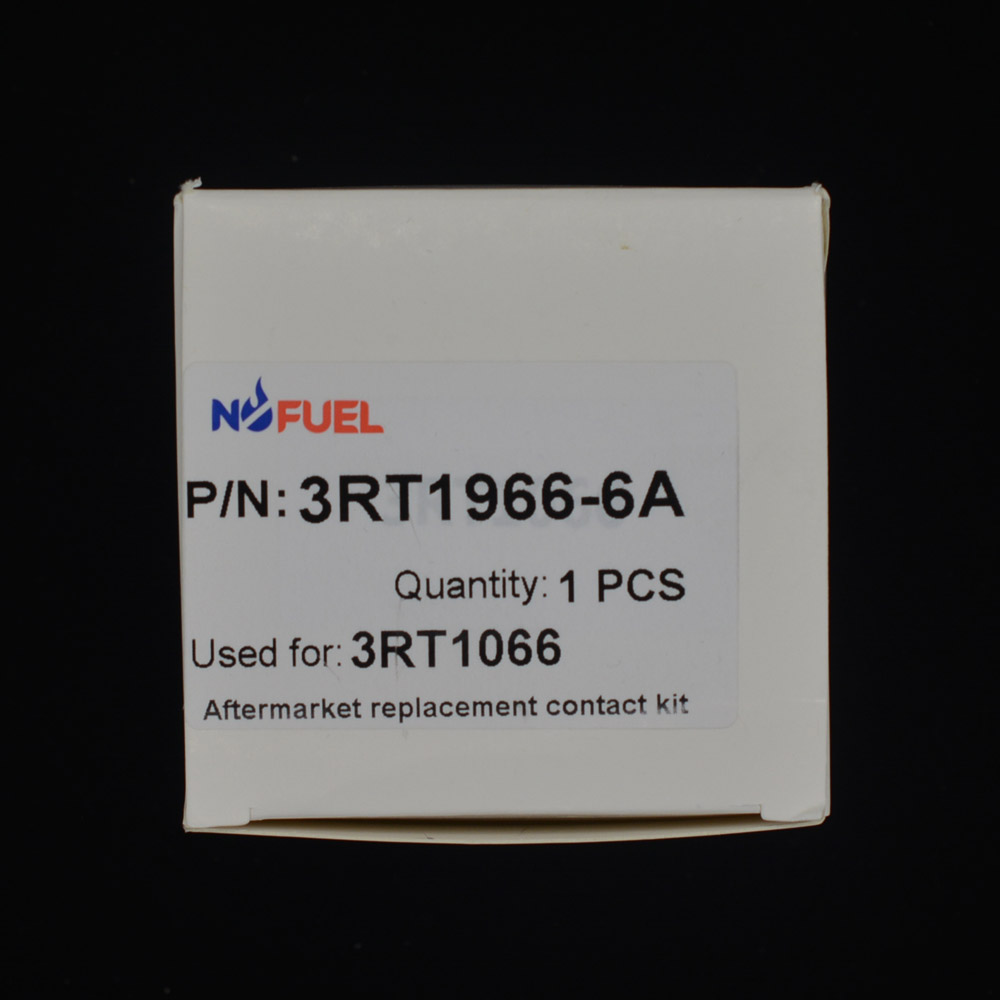 NOFUEL
P/N: 3RT1966-6A
Quantity: 1 PCS
Used for: 3RT1066
Aftermarket replacement contact kit